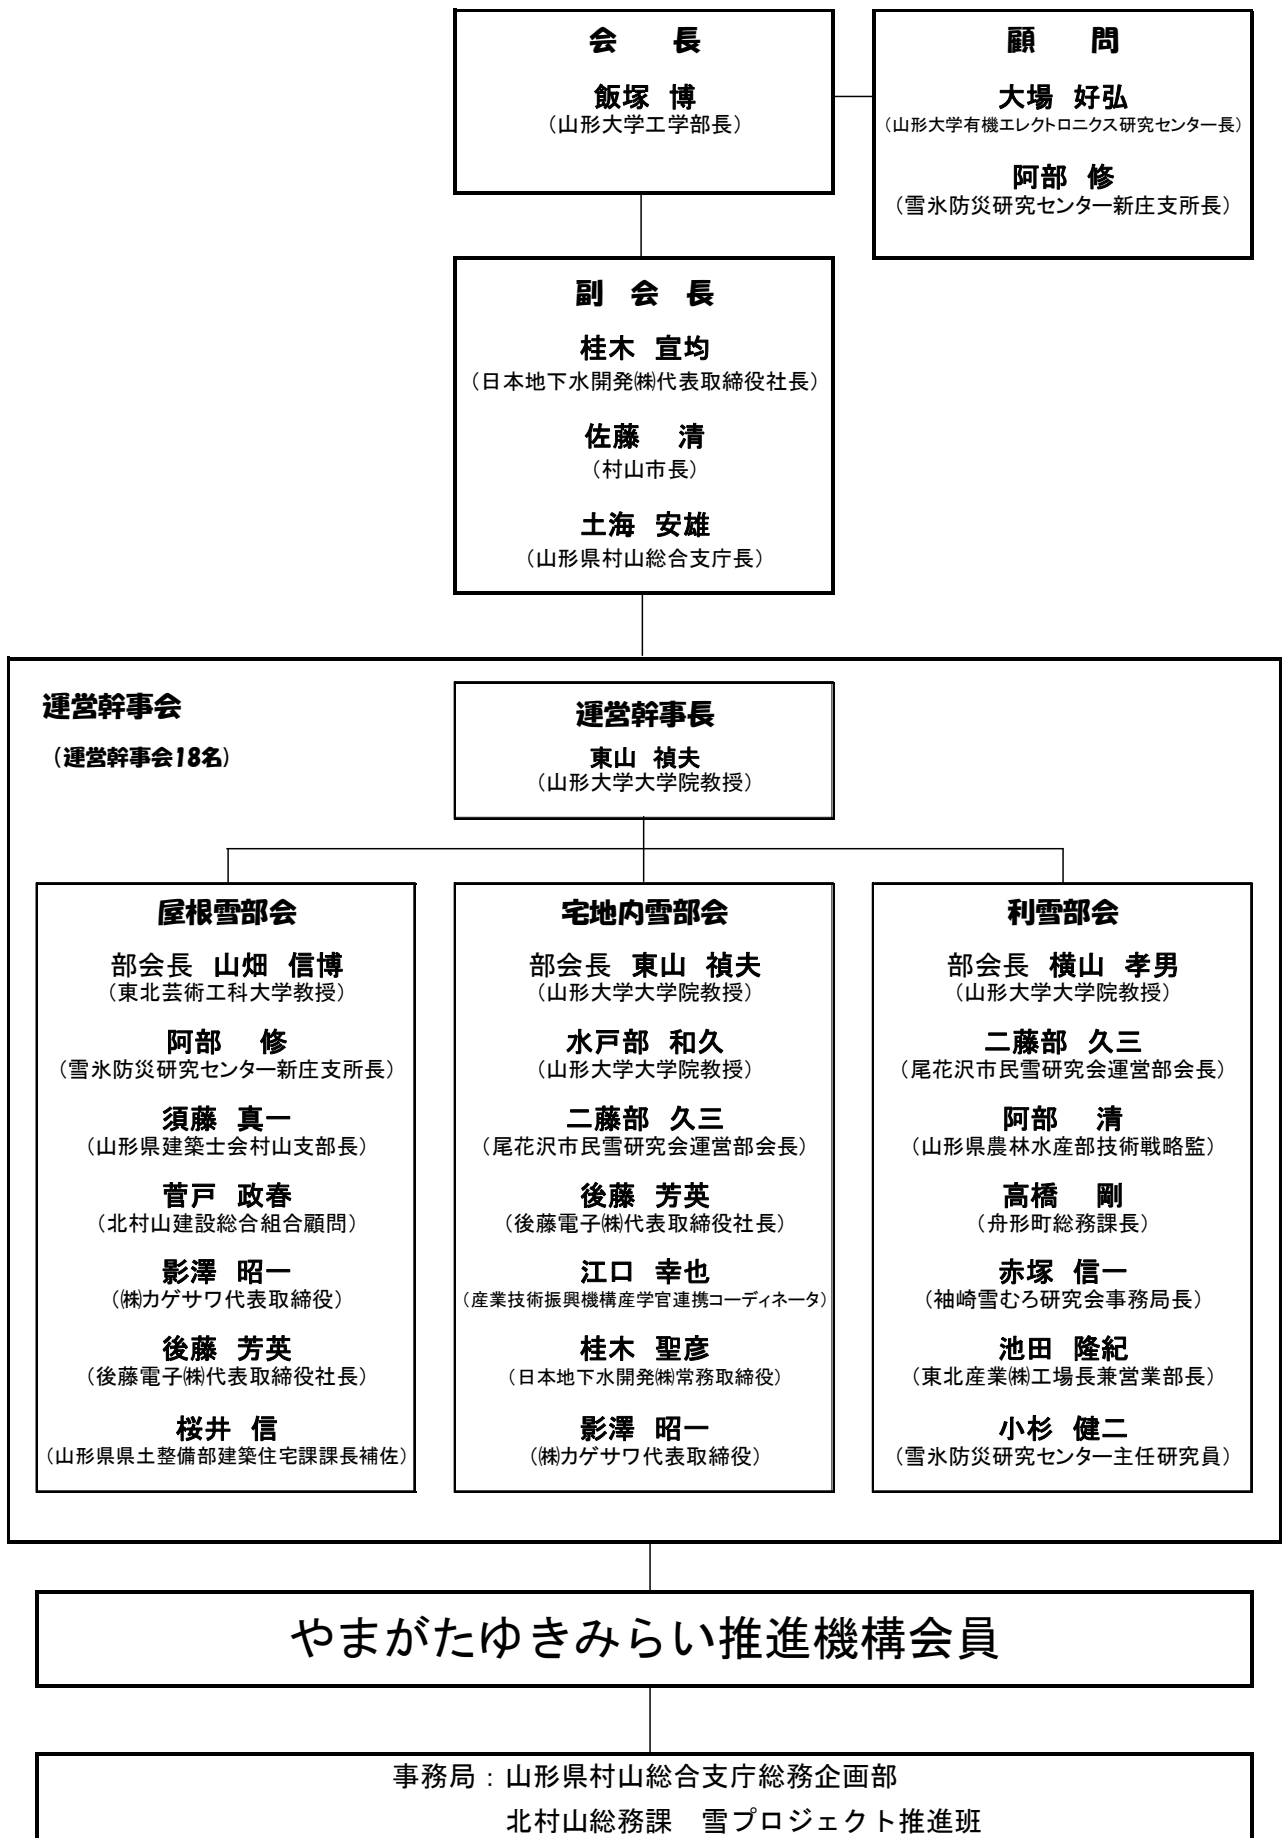 会　長
飯塚 博
（山形大学工学部長）
顧　問
大場 好弘
（山形大学有機エレクトロニクス研究センター長）
阿部 修
（雪氷防災研究センター新庄支所長）
副 会 長
桂木 宣均
（日本地下水開発㈱代表取締役社長）
佐藤　清
（村山市長）
土海 安雄
（山形県村山総合支庁長）
運営幹事会
（運営幹事会18名）
運営幹事長
東山 禎夫
（山形大学大学院教授）
屋根雪部会
部会長 山畑 信博
（東北芸術工科大学教授）
阿部　修
（雪氷防災研究センター新庄支所長）
須藤 真一
（山形県建築士会村山支部長）
菅戸 政春
（北村山建設総合組合顧問）
影澤 昭一
（㈱カゲサワ代表取締役）
後藤 芳英
（後藤電子㈱代表取締役社長）
桜井 信
（山形県県土整備部建築住宅課課長補佐）
宅地内雪部会
部会長 東山 禎夫
（山形大学大学院教授）
水戸部 和久
（山形大学大学院教授）
二藤部 久三
（尾花沢市民雪研究会運営部会長）
後藤 芳英
（後藤電子㈱代表取締役社長）
江口 幸也
（産業技術振興機構産学官連携コーディネータ）
桂木 聖彦
（日本地下水開発㈱常務取締役）
影澤 昭一
（㈱カゲサワ代表取締役）
利雪部会
部会長 横山 孝男
（山形大学大学院教授）
二藤部 久三
（尾花沢市民雪研究会運営部会長）
阿部　清
（山形県農林水産部技術戦略監）
高橋　剛
（舟形町総務課長）
赤塚 信一
（袖崎雪むろ研究会事務局長）
池田 隆紀
（東北産業㈱工場長兼営業部長）
小杉 健二
（雪氷防災研究センター主任研究員）
やまがたゆきみらい推進機構会員
事務局：山形県村山総合支庁総務企画部
北村山総務課　雪プロジェクト推進班